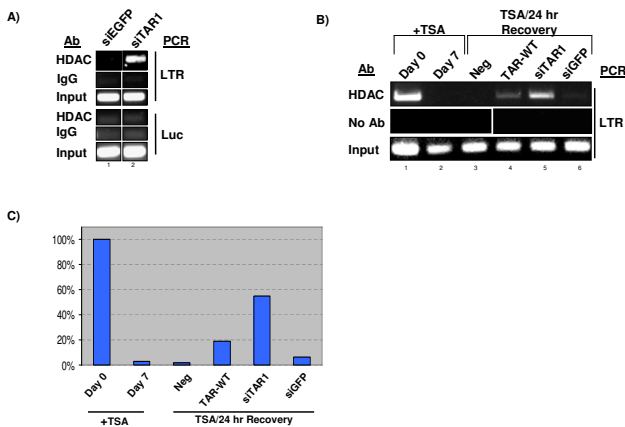 A)
siEGFP
siTAR1
Ab
PCR
HDAC
IgG
Input
LTR
HDAC
IgG
Input
Luc
1 2
B)
+TSA
TSA/24 hr
Recovery
Ab
Day 0
Day 7
Neg
TAR-WT
siTAR1
siGFP
PCR
HDAC
No Ab
Input
LTR
1 2 3 4 5 6
C)
100%
80%
60%
40%
20%
0%
Day 0
Day 7
Neg
TAR-WT
siTAR1
siGFP
+TSA
TSA/24 hr Recovery